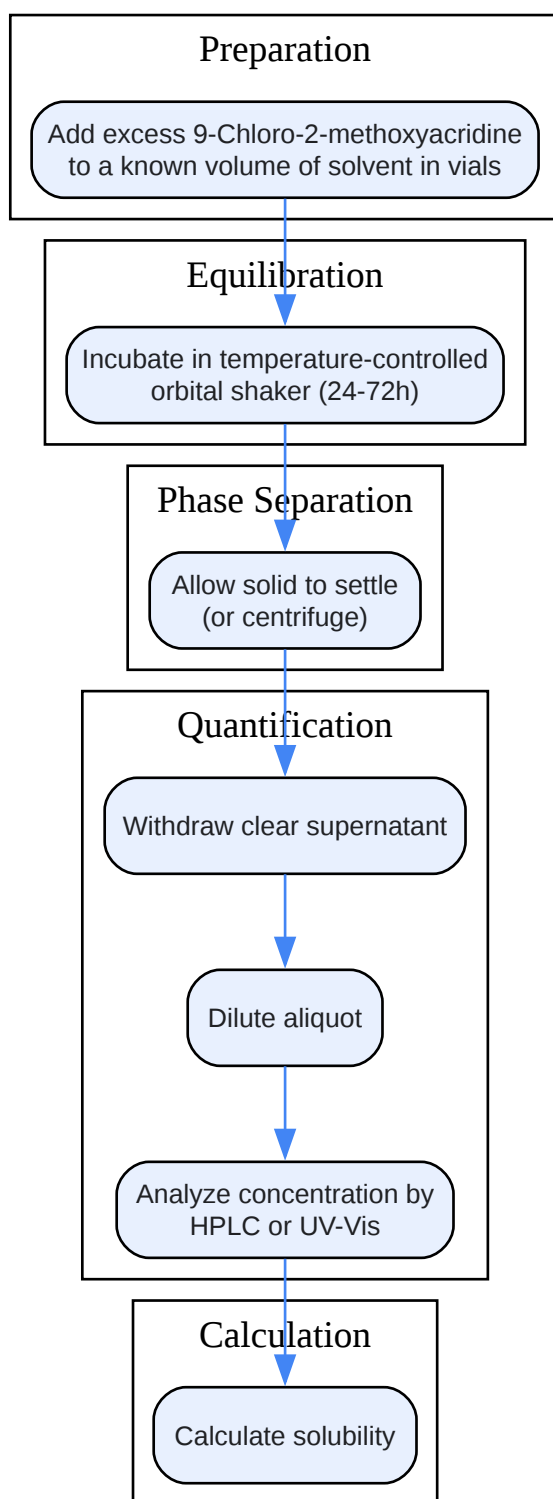 Preparation
Add excess 9-Chloro-2-methoxyacridine
to a known volume of solvent in vials
Equilibration
Incubate in temperature-controlled
orbital shaker (24-72h)
Phase Separation
Allow solid to settle
(or centrifuge)
Quantification
Withdraw clear supernatant
Dilute aliquot
Analyze concentration by
HPLC or UV-Vis
Calculation
Calculate solubility